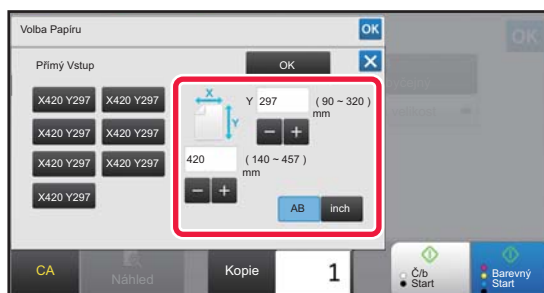 Volba Papíru
OK
OK
Přímý Vstup
OK
X420 Y297 X420 Y297
X420 Y297 X420 Y297
X420 Y297 X420 Y297
X420 Y297
X
Y
Y 297 ( 90 ~ 320 )
mm
420 ( 140 ~ 457 )
mm
AB inch
CA
Náhled
Kopie 1
Č/b
Start
Barevný
Start